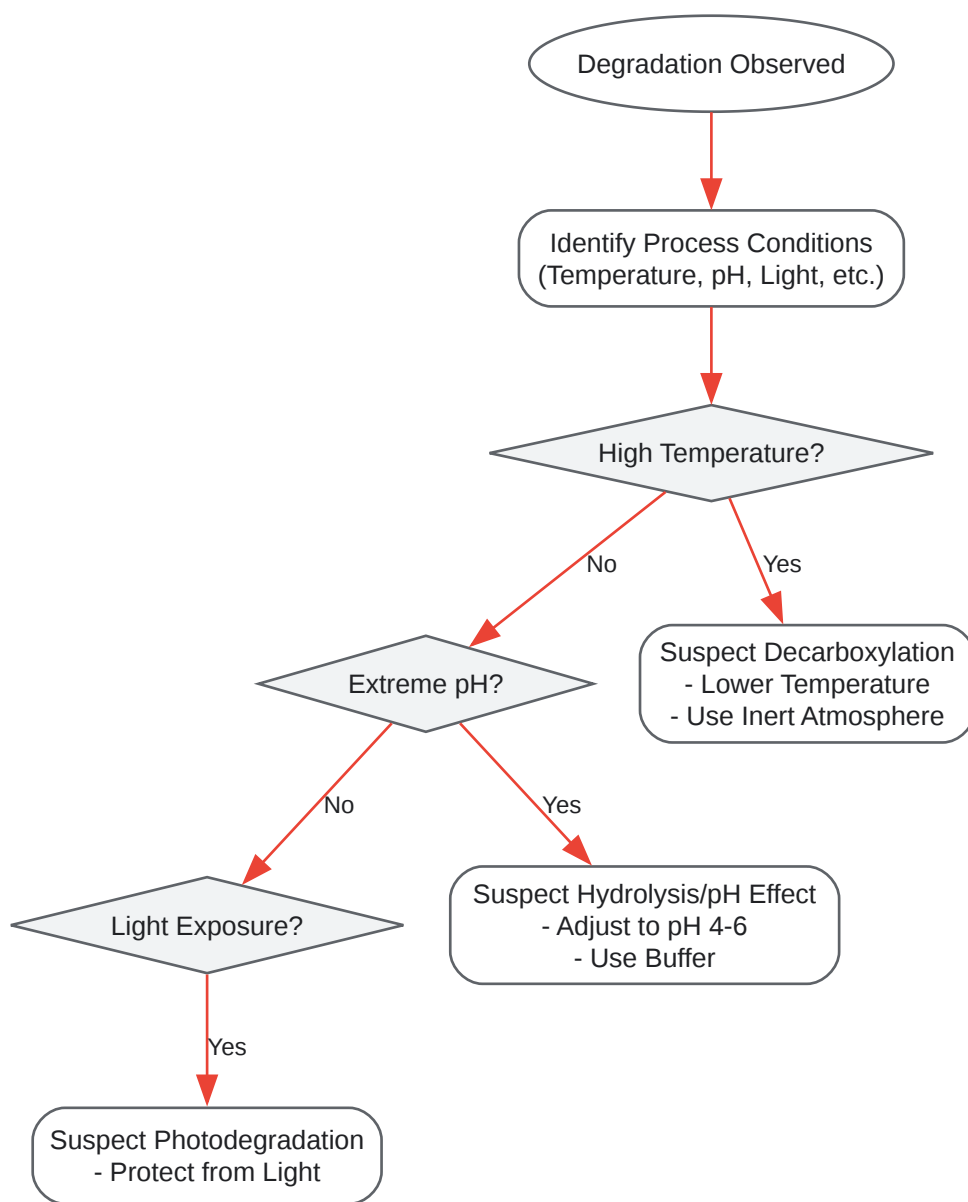 Degradation Observed
Identify Process Conditions
(Temperature, pH, Light, etc.)
High Temperature?
No
Yes
Suspect Decarboxylation
- Lower Temperature
- Use Inert Atmosphere
Extreme pH?
No
Yes
Suspect Hydrolysis/pH Effect
- Adjust to pH 4-6
- Use Buffer
Light Exposure?
Yes
Suspect Photodegradation
- Protect from Light